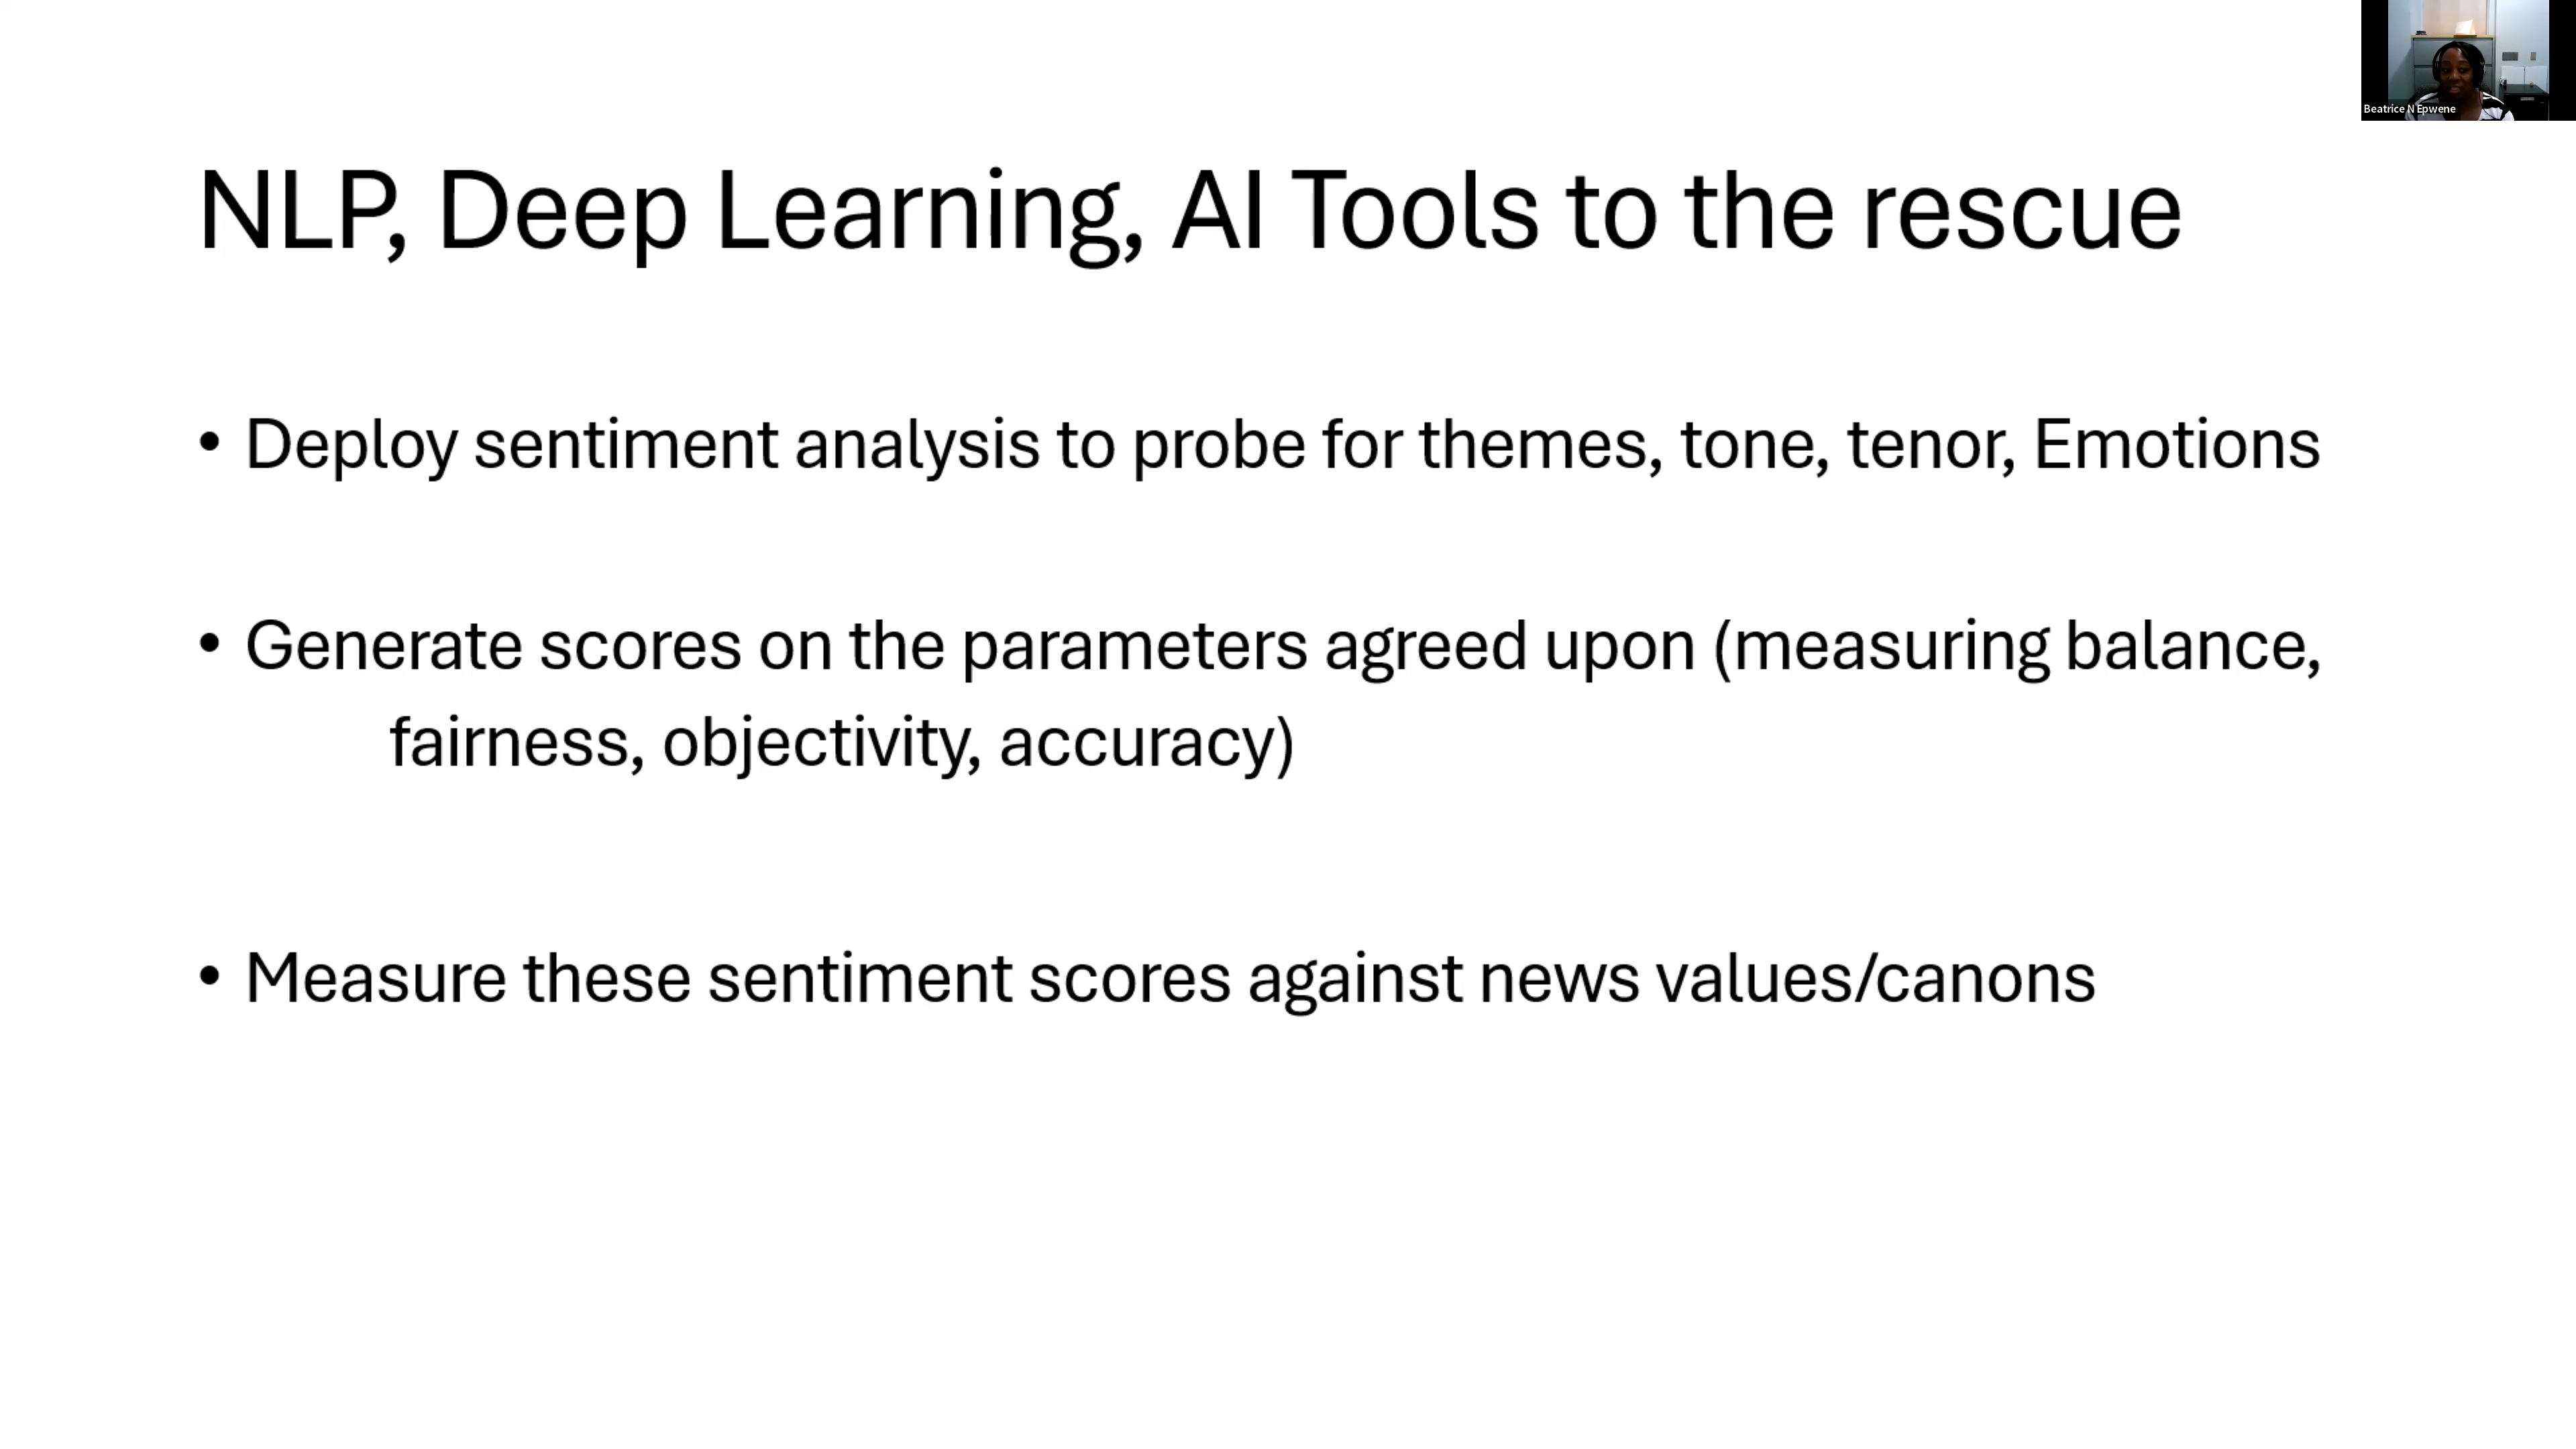 Beatrice N Epwene
NLP, Deep Learning, AI Tools to the rescue
• Deploy sentiment analysis to probe for themes, tone, tenor, Emotions
• Generate scores on the parameters agreed upon (measuring balance,
fairness, objectivity, accuracy)
• Measure these sentiment scores against news values/canons